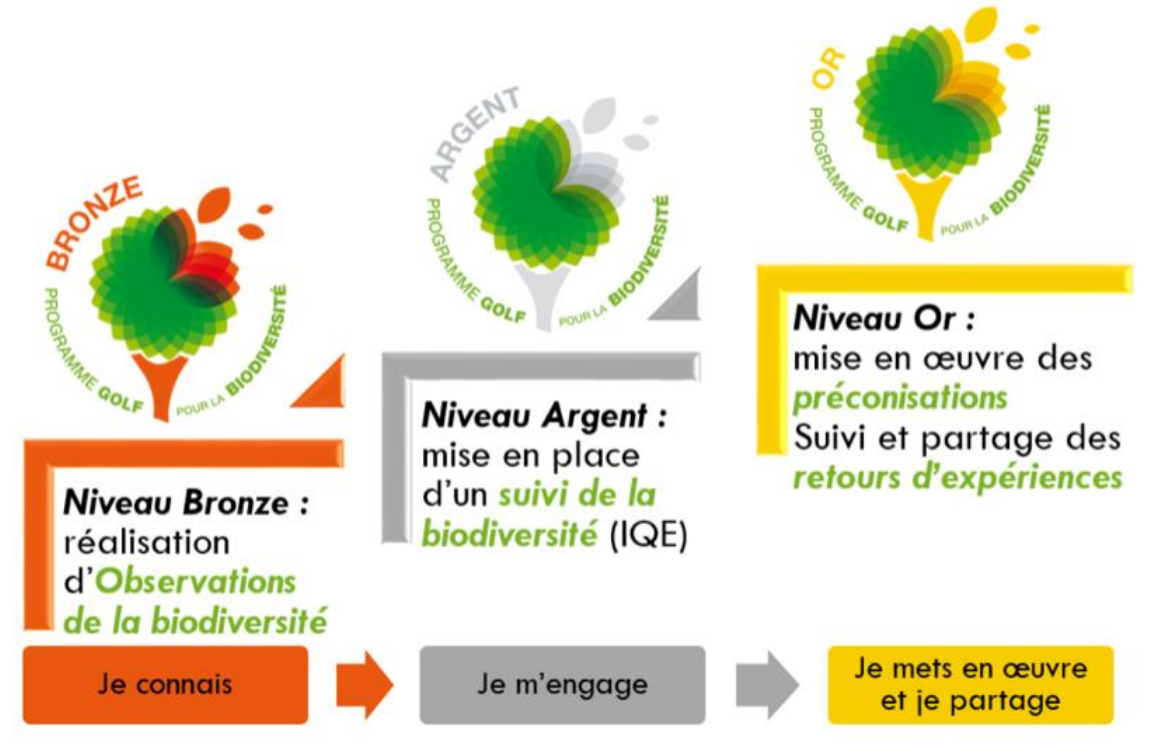 BRONZE
PROGRAMME GOLF POUR LA BIODIVERSITÉ
Niveau Bronze :
réalisation
d'Observations
de la biodiversité
Je connais
ARGENT
PROGRAMME GOLF POUR LA BIODIVERSITÉ
Niveau Argent :
mise en place
d'un suivi de la
biodiversité (IQE)
Je m'engage
OR
PROGRAMME GOLF POUR LA BIODIVERSITÉ
Niveau Or :
mise en œuvre des
préconisations
Suivi et partage des
retours d'expériences
Je mets en œuvre
et je partage